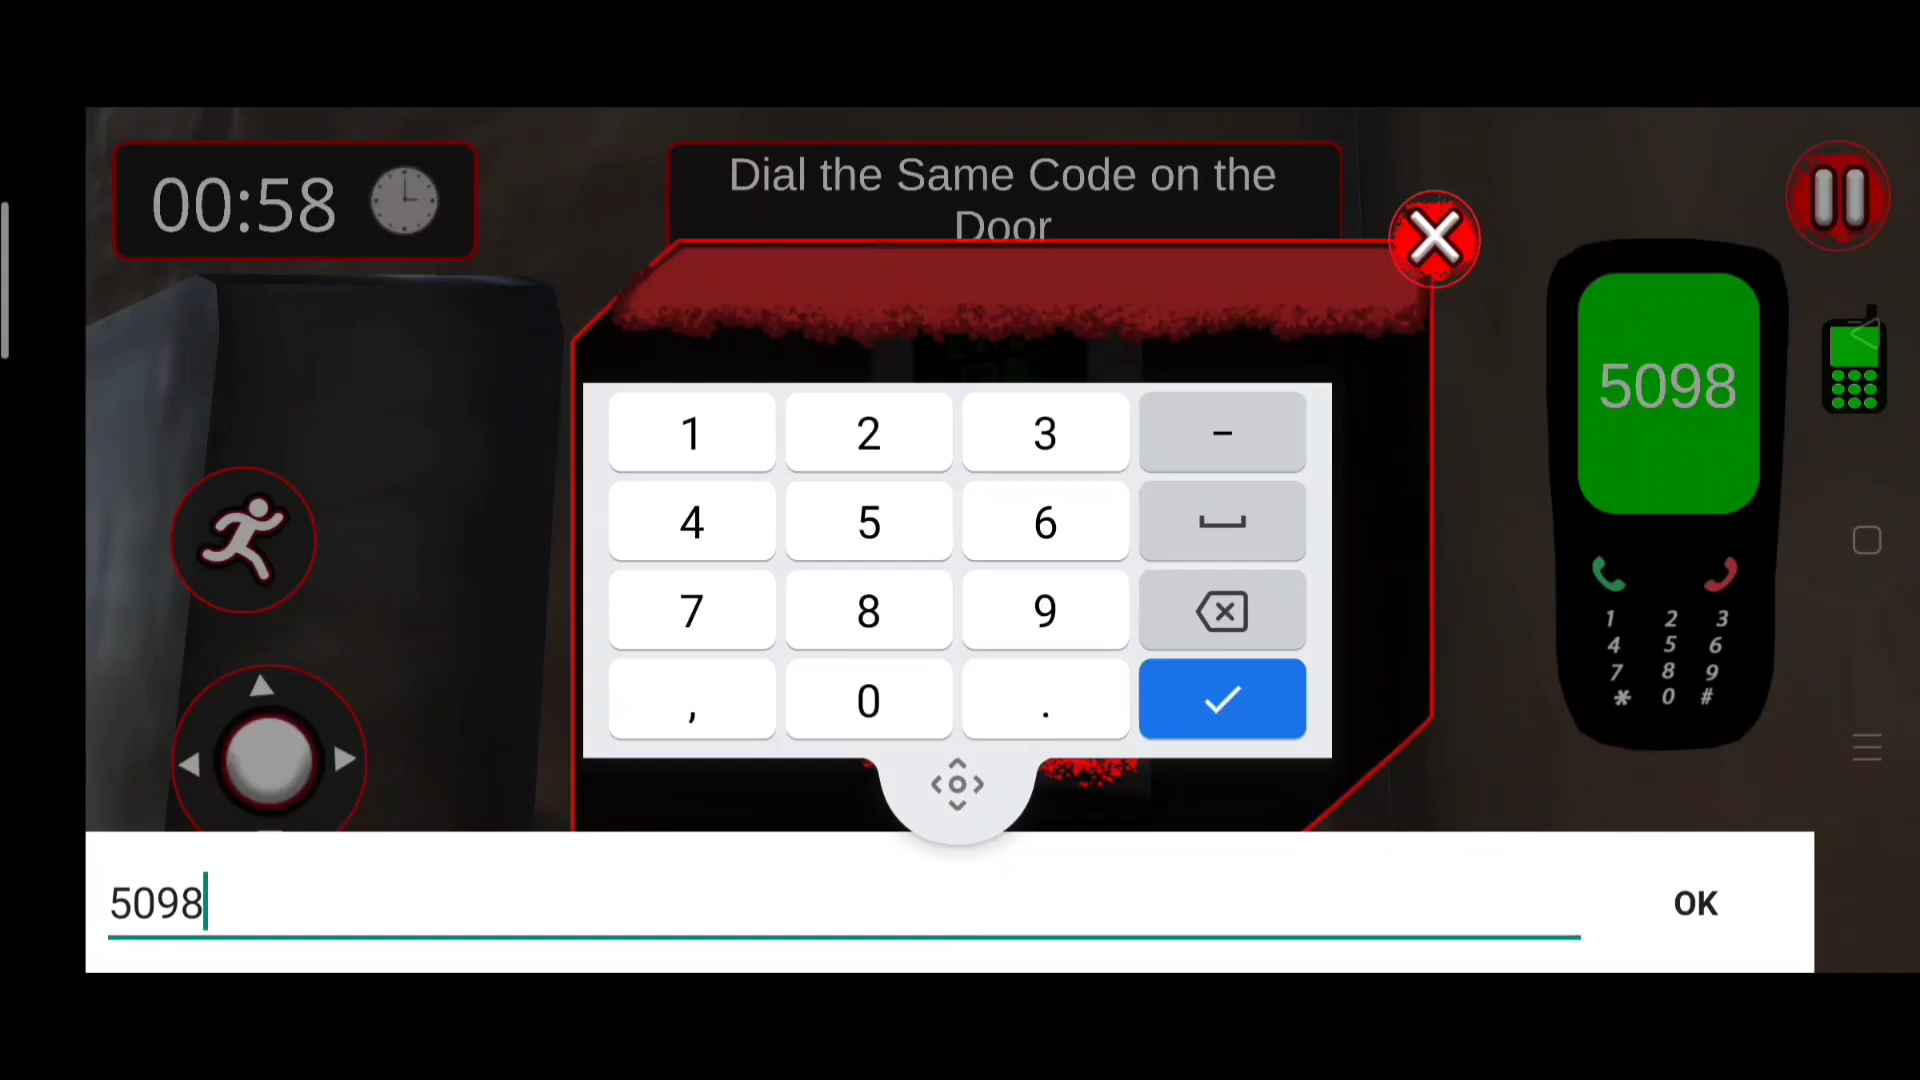 00:58
Dial the Same Code on the
Door
5098
1 2 3 -
4 5 6
7 8 9
, 0 .
1 2 3
4 5 6
7 8 9
* 0 #
5098
OK